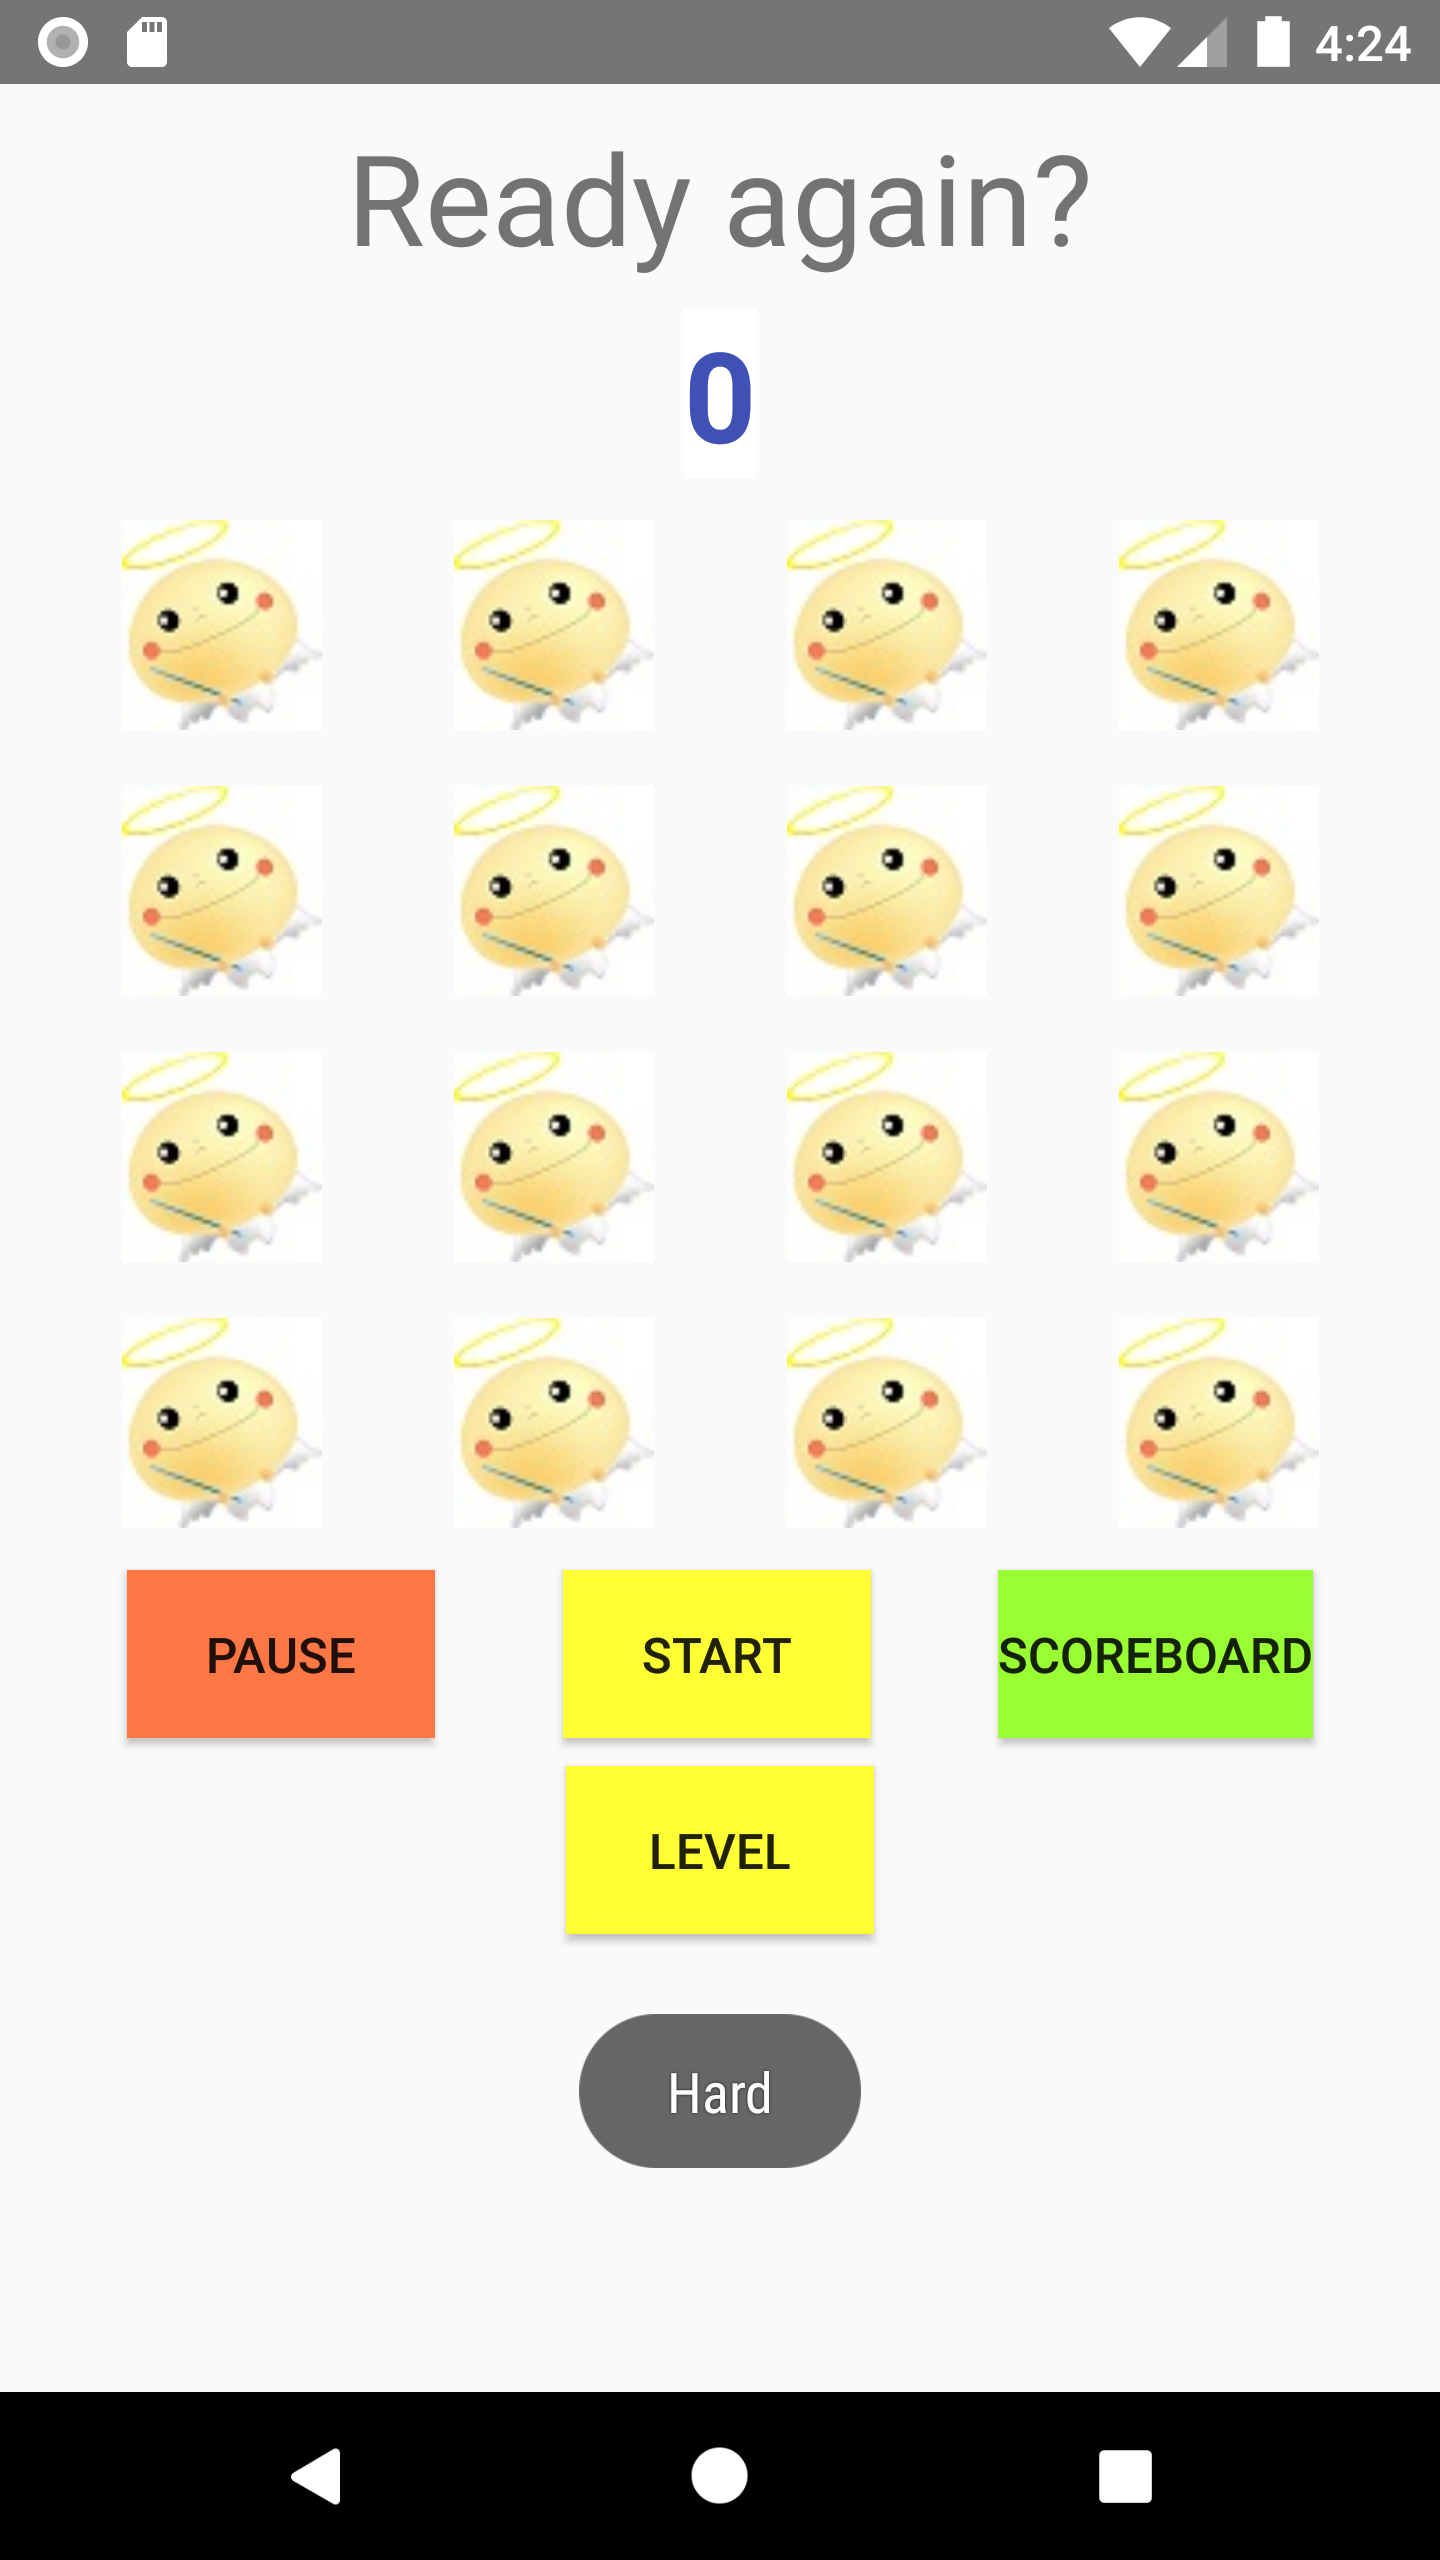 4:24
Ready again?
0
PAUSE START SCOREBOARD
LEVEL
Hard